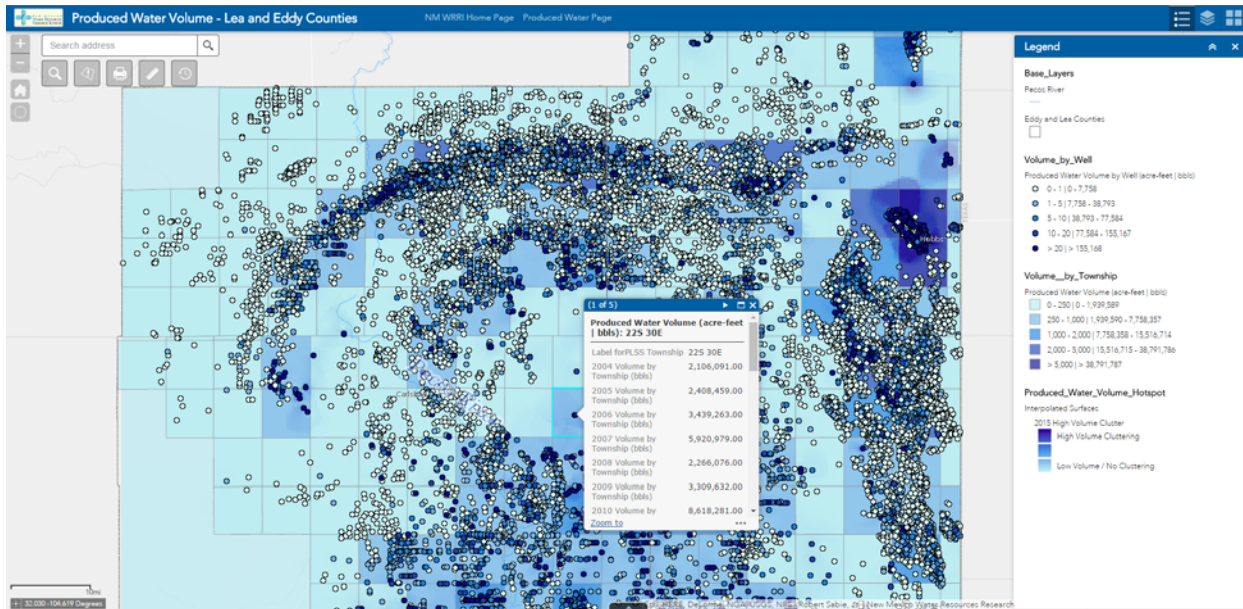 Produced Water Volume - Lea and Eddy Counties
NM WRRI Home Page Produced Water Page
Search address
Legend
Base_Layers
Pecos River
Eddy and Lea Counties
Volume_by_Well
Produced Water Volume by Well (acre-feet | bbls)
0 - 1 | 0 - 7,758
1 - 5 | 7,758 - 38,793
5 - 10 | 38,793 - 77,584
10 - 20 | 77,584 - 155,167
> 20 | > 155,168
Volume__by_Township
Produced Water Volume (acre-feet | bbls)
0 - 250 | 0 - 1,939,589
250 - 1,000 | 1,939,590 - 7,758,357
1,000 - 2,000 | 7,758,358 - 15,516,714
2,000 - 5,000 | 15,516,715 - 38,791,786
> 5,000 | > 38,791,787
Produced_Water_Volume_Hotspot
Interpolated Surfaces
2015 High Volume Cluster
High Volume Clustering
Low Volume / No Clustering
Hobbs
(1 of 5)
Produced Water Volume (acre-feet
| bbls): 22S 30E
Label forPLSS Township 22S 30E
2004 Volume by 2,106,091.00
Township (bbls)
2005 Volume by 2,408,459.00
Township (bbls)
2006 Volume by 3,439,263.00
Township (bbls)
2007 Volume by 5,920,979.00
Township (bbls)
2008 Volume by 2,266,076.00
Township (bbls)
2009 Volume by 3,309,632.00
Township (bbls)
2010 Volume by 8,618,281.00
Zoom to
10mi
32.030 -104.619 Degrees
Robert Sabie, New Mexico Water Resources Research